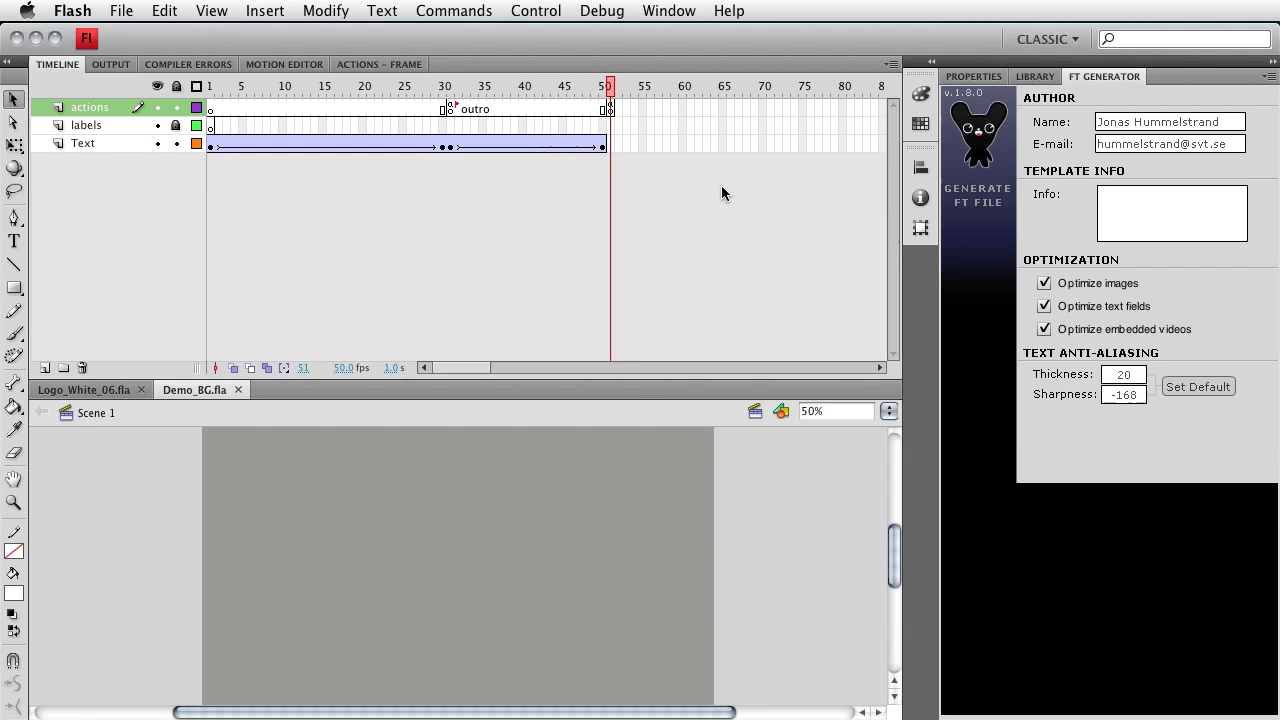 Flash File Edit View Insert Modify Text Commands Control Debug Window Help
Fl CLASSIC
TIMELINE OUTPUT COMPILER ERRORS MOTION EDITOR ACTIONS – FRAME
1 5 10 15 20 25 30 35 40 45 50 55 60 65 70 75 80 8
actions
outro
labels
Text
51 50.0 fps 1.0 s
Logo_White_06.fla Demo_BG.fla
Scene 1
50%
PROPERTIES LIBRARY FT GENERATOR
v.1.8.0
GENERATE
FT FILE
AUTHOR
Name: Jonas Hummelstrand
E-mail: hummelstrand@svt.se
TEMPLATE INFO
Info:
OPTIMIZATION
Optimize images
Optimize text fields
Optimize embedded videos
TEXT ANTI-ALIASING
Thickness: 20
Sharpness: -168
Set Default